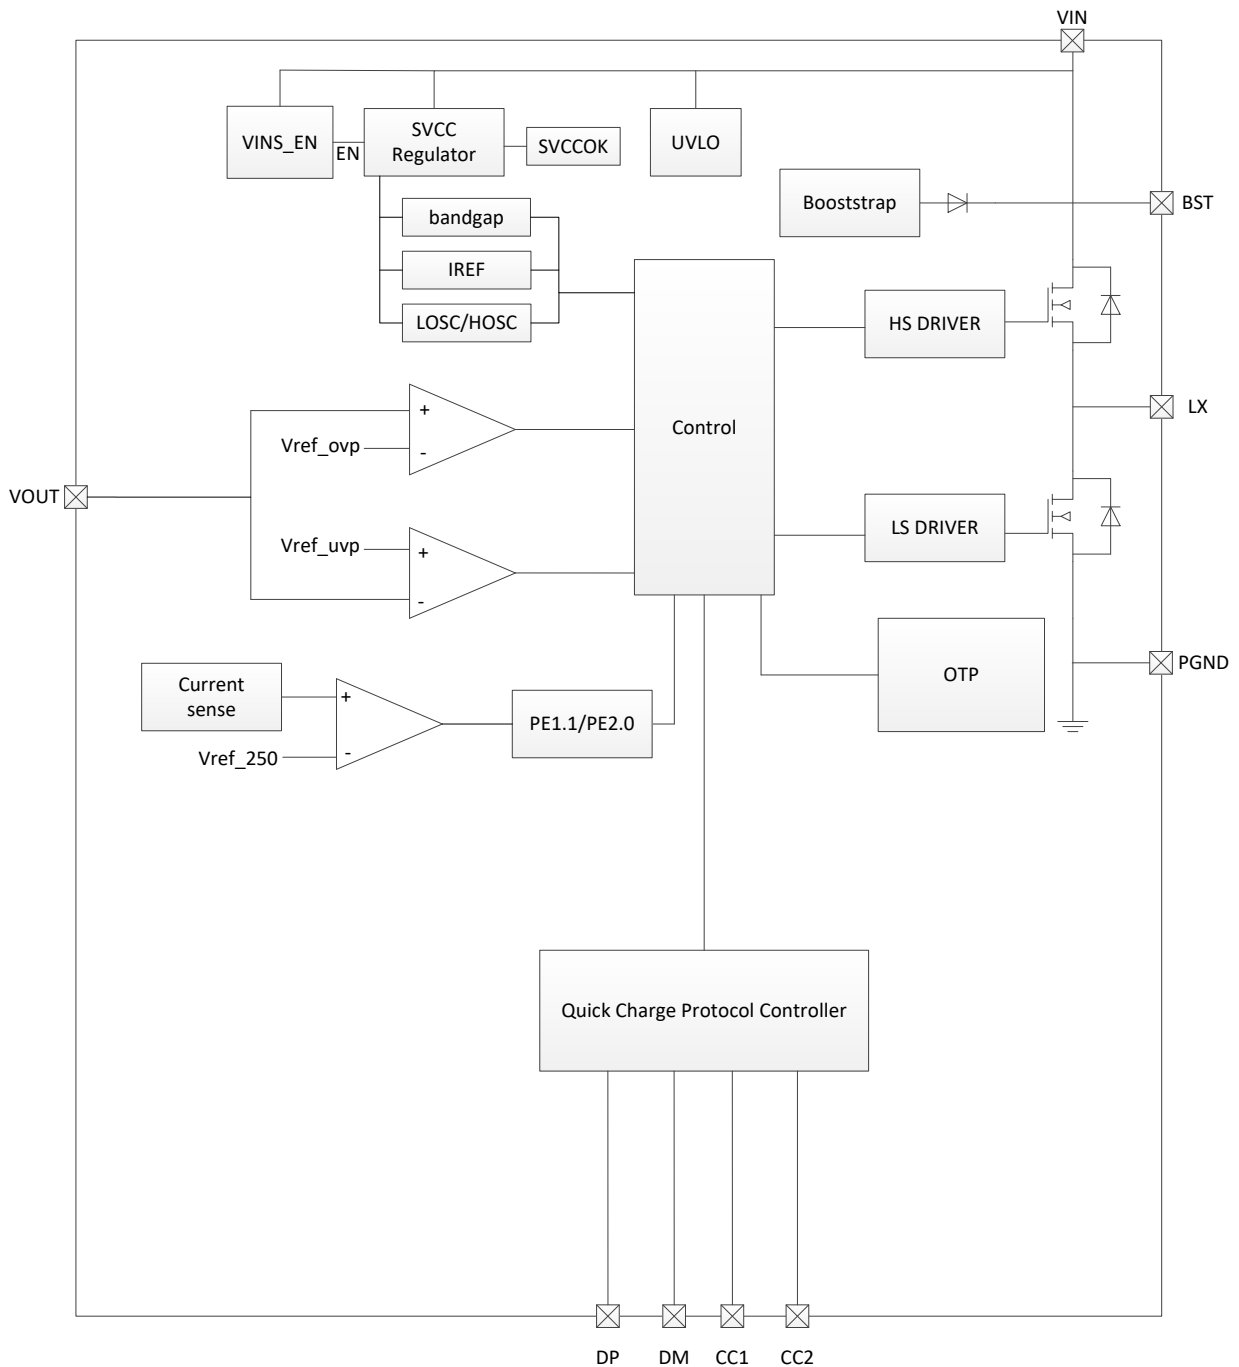 VIN
VINS_EN
EN
SVCC
Regulator
SVCCOK
UVLO
Booststrap
BST
bandgap
IREF
LOSC/HOSC
HS DRIVER
LX
+
Vref_ovp
-
Control
VOUT
LS DRIVER
Vref_uvp
+
-
OTP
PGND
Current
sense
+
Vref_250
-
PE1.1/PE2.0
Quick Charge Protocol Controller
DP
DM
CC1
CC2